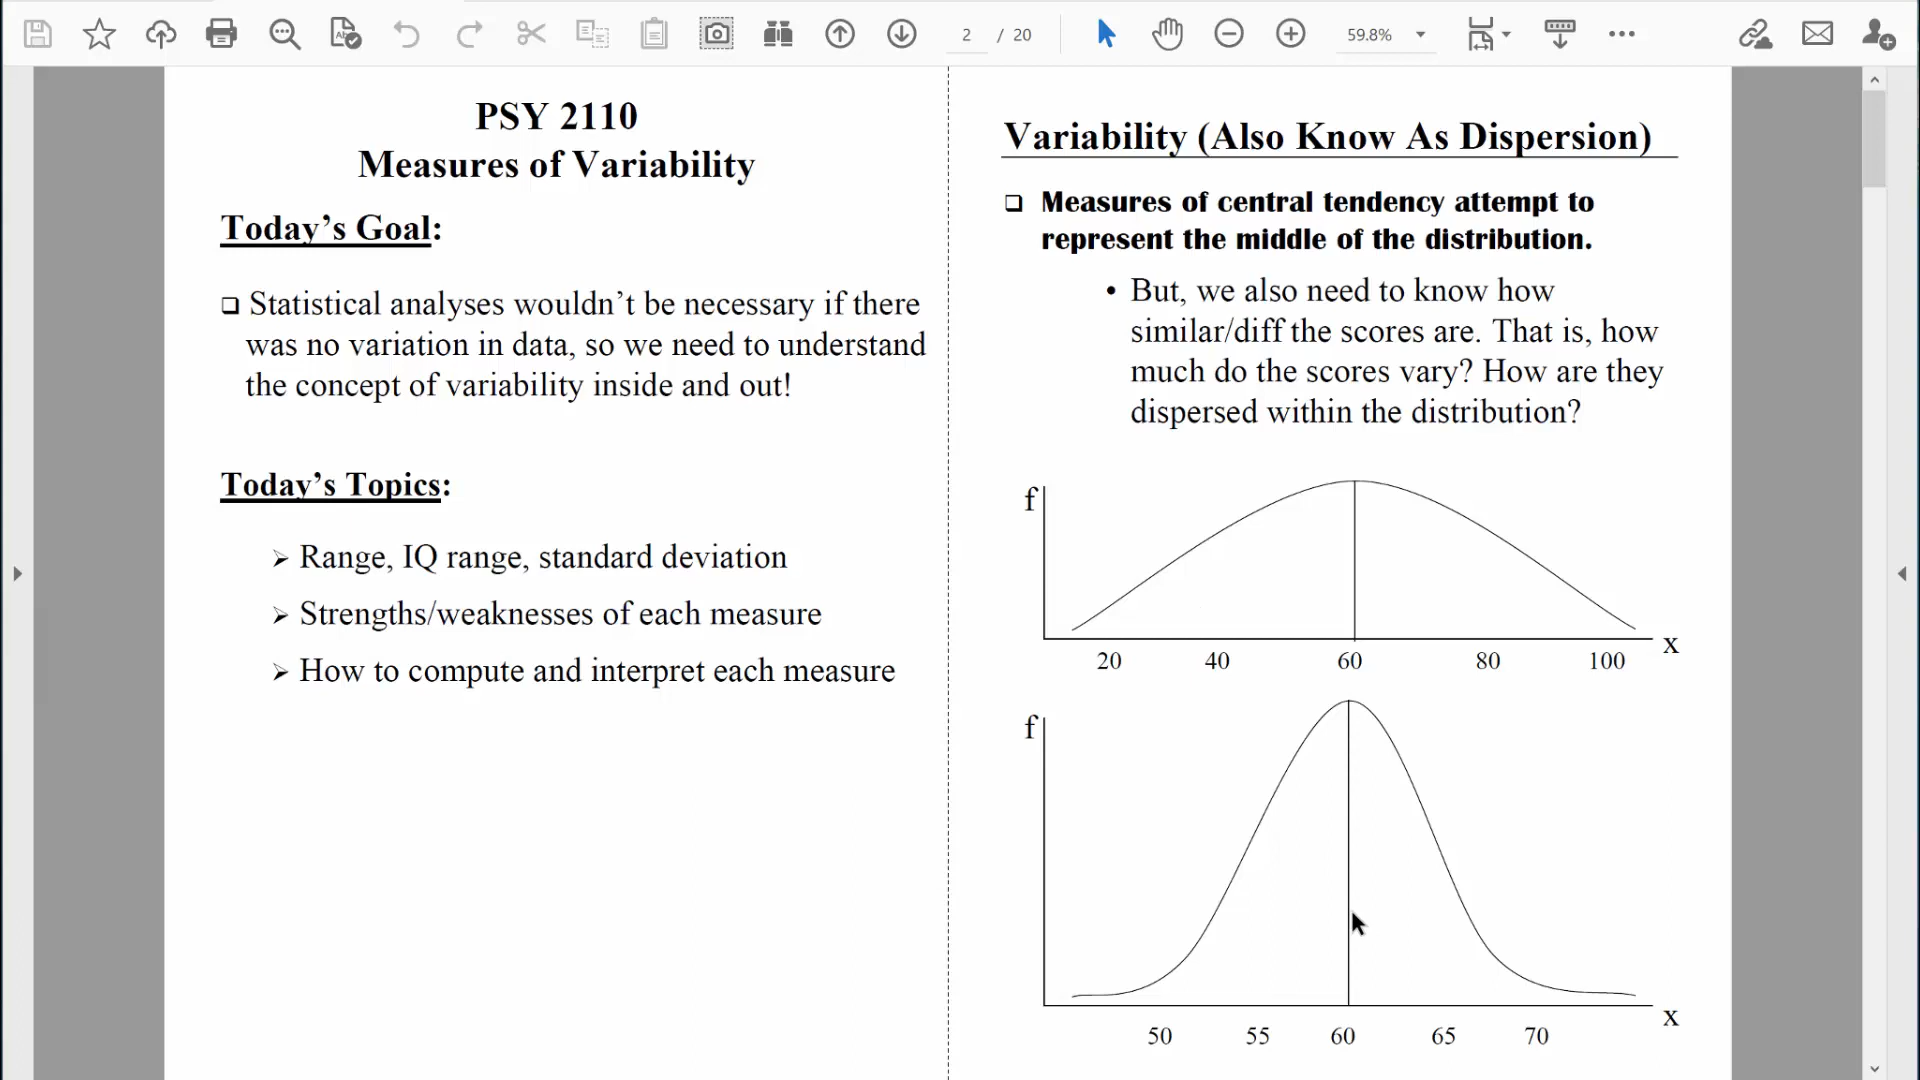 2 / 20
59.8%
PSY 2110
Measures of Variability
Today’s Goal:
❑ Statistical analyses wouldn’t be necessary if there
was no variation in data, so we need to understand
the concept of variability inside and out!
Today’s Topics:
➢ Range, IQ range, standard deviation
➢ Strengths/weaknesses of each measure
➢ How to compute and interpret each measure
Variability (Also Know As Dispersion)
❑ Measures of central tendency attempt to
represent the middle of the distribution.
• But, we also need to know how
similar/diff the scores are. That is, how
much do the scores vary? How are they
dispersed within the distribution?
f
x
20 40 60 80 100
f
x
50 55 60 65 70